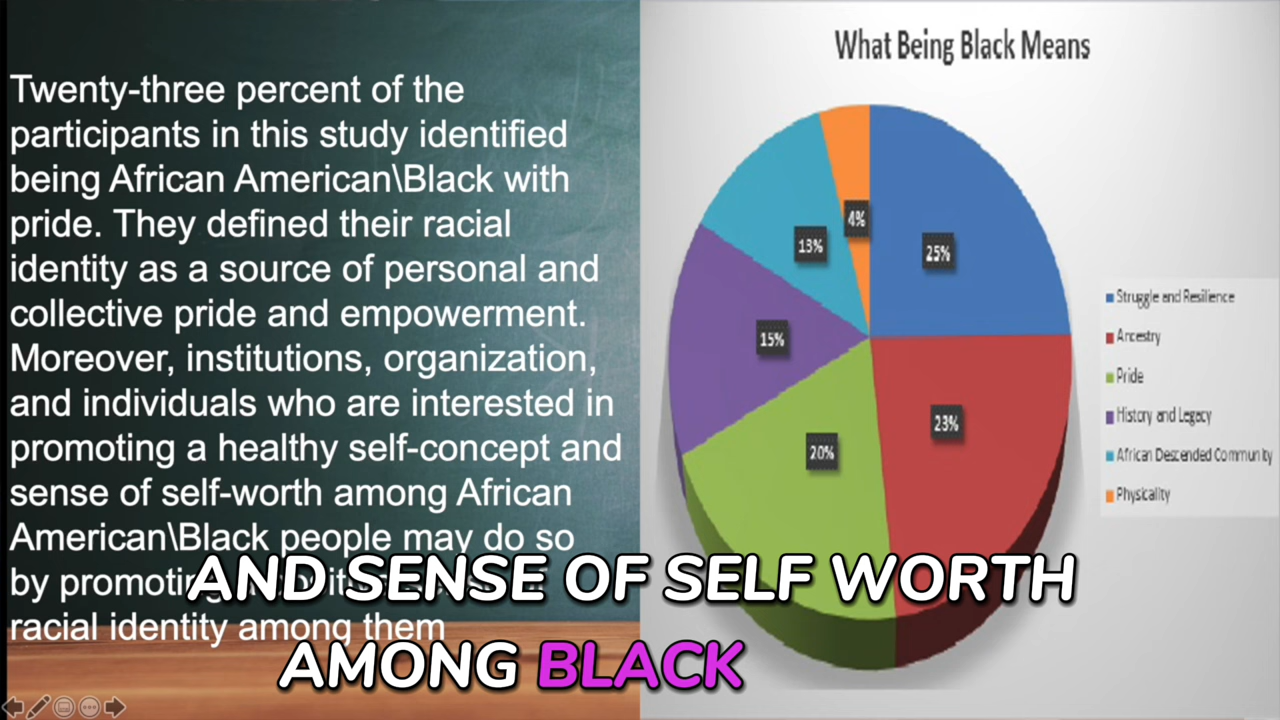 Twenty-three percent of the
participants in this study identified
being African American\Black with
pride. They defined their racial
identity as a source of personal and
collective pride and empowerment.
Moreover, institutions, organization,
and individuals who are interested in
promoting a healthy self-concept and
sense of self-worth among African
American\Black people may do so
by promoting
racial identity among them
What Being Black Means
4%
25%
13%
15%
23%
20%
Struggle and Resilience
Ancestry
Pride
History and Legacy
African Descended Community
Physicality
AND SENSE OF SELF WORTH
AMONG BLACK